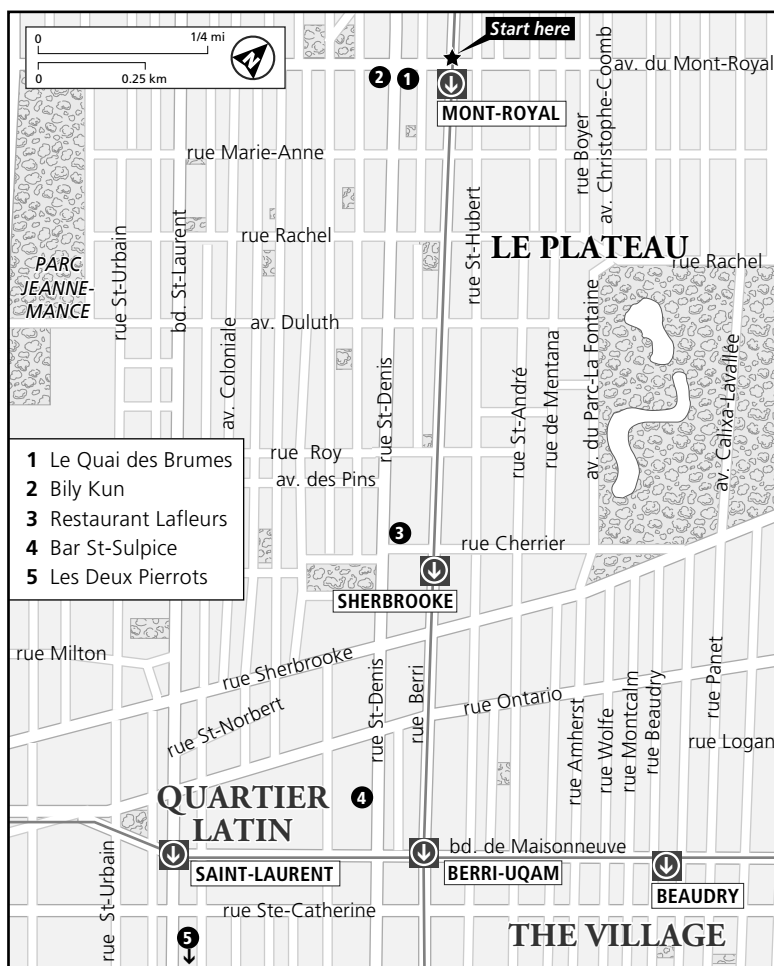 0 1/4 mi
0 0.25 km
N
Start here
av. du Mont-Royal
2 1
MONT-ROYAL
rue Boyer
av. Christophe-Coomb
rue Marie-Anne
rue St-Urbain
bd. St-Laurent
rue Rachel
rue St-Hubert
LE PLATEAU
rue Rachel
PARC
JEANNE-
MANCE
av. Duluth
av. Coloniale
rue St-Denis
rue St-André
rue de Mentana
av. du Parc-La Fontaine
av. Calixa-Lavallée
rue Roy
av. des Pins
1 Le Quai des Brumes
2 Bily Kun
3 Restaurant Lafleurs
4 Bar St-Sulpice
5 Les Deux Pierrots
3
rue Cherrier
SHERBROOKE
rue Milton
rue Sherbrooke
rue St-Norbert
rue St-Denis
rue Berri
rue Ontario
rue Amherst
rue Wolfe
rue Montcalm
rue Beaudry
rue Panet
rue Logan
QUARTIER
LATIN
4
bd. de Maisonneuve
SAINT-LAURENT
BERRI-UQAM
BEAUDRY
rue St-Urbain
rue Ste-Catherine
5
THE VILLAGE